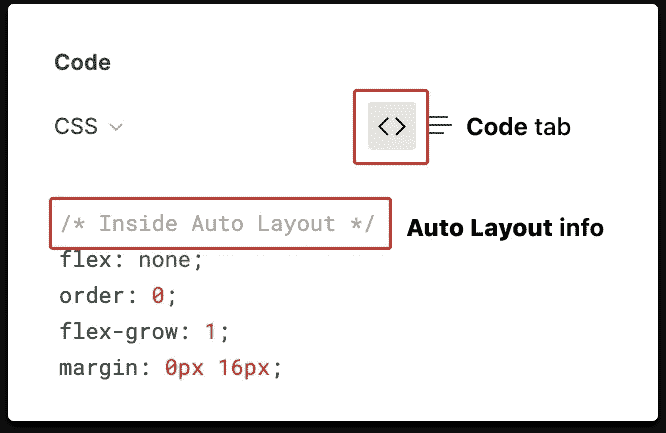 Code
CSS
<> Code tab
/* Inside Auto Layout */ Auto Layout info
flex: none;
order: 0;
flex-grow: 1;
margin: 0px 16px;